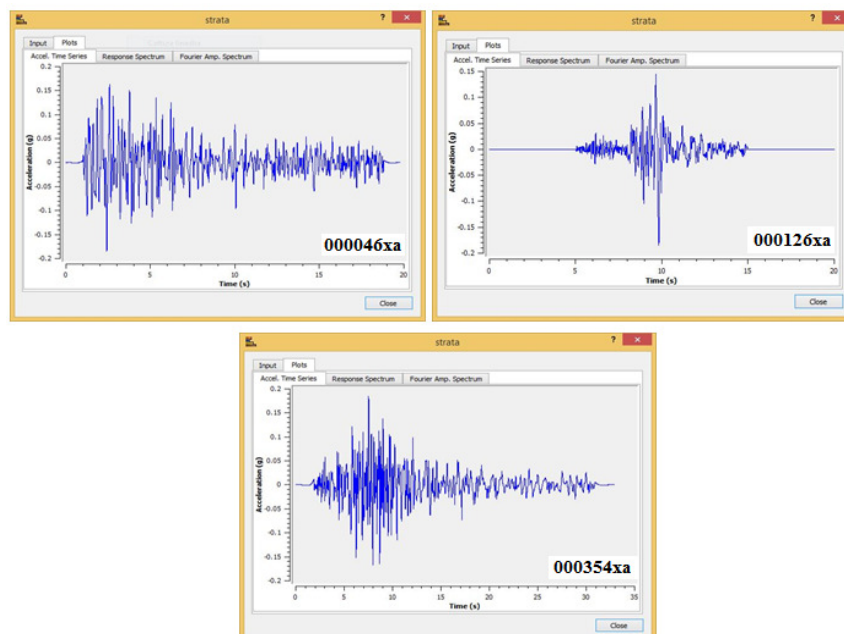 strata
? ×
Input Plots
Accel. Time Series Response Spectrum Fourier Amp. Spectrum
0.2
0.15
0.1
0.05
0
-0.05
-0.1
-0.15
-0.2
Acceleration (g)
000046xa
0 5 10 15 20
Time (s)
Close
strata
? ×
Input Plots
Accel. Time Series Response Spectrum Fourier Amp. Spectrum
0.15
0.1
0.05
0
-0.05
-0.1
-0.15
-0.2
Acceleration (g)
000126xa
0 5 10 15 20
Time (s)
Close
strata
? ×
Input Plots
Accel. Time Series Response Spectrum Fourier Amp. Spectrum
0.2
0.15
0.1
0.05
0
-0.05
-0.1
-0.15
-0.2
Acceleration (g)
000354xa
0 5 10 15 20 25 30 35
Time (s)
Close